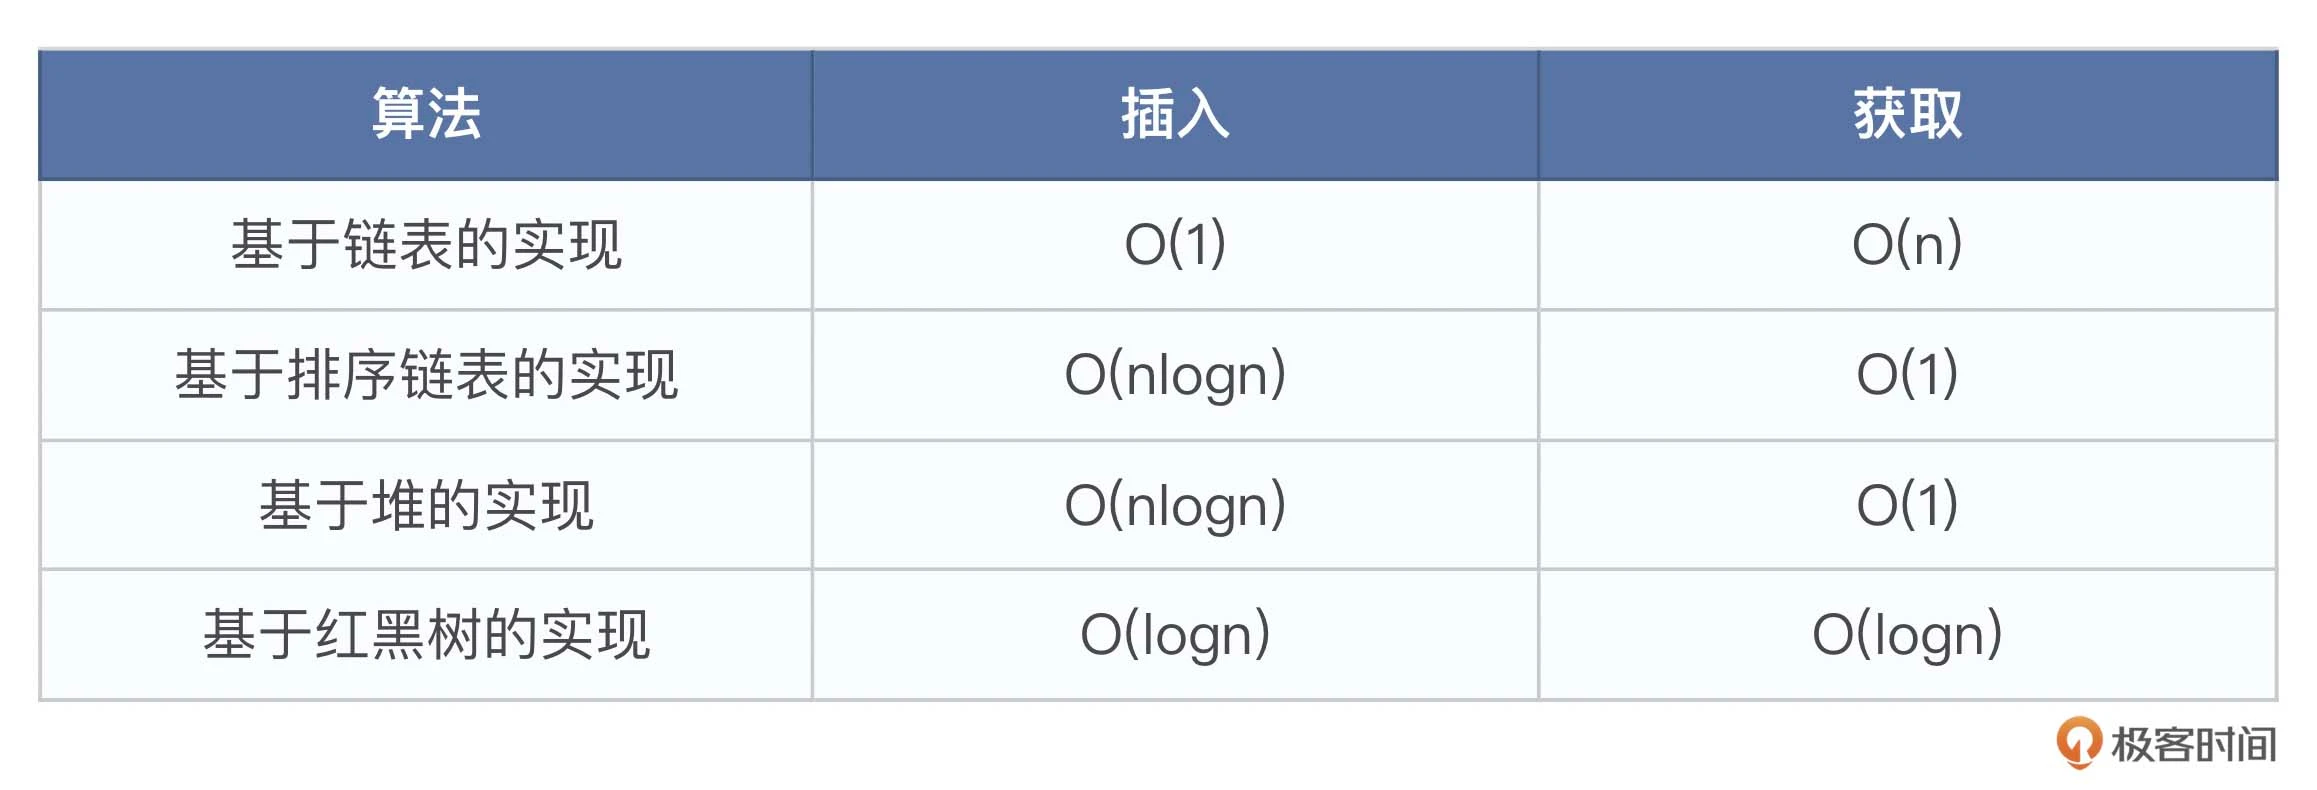 算法 插入 获取
基于链表的实现 O(1) O(n)
基于排序链表的实现 O(nlogn) O(1)
基于堆的实现 O(nlogn) O(1)
基于红黑树的实现 O(logn) O(logn)
极客时间